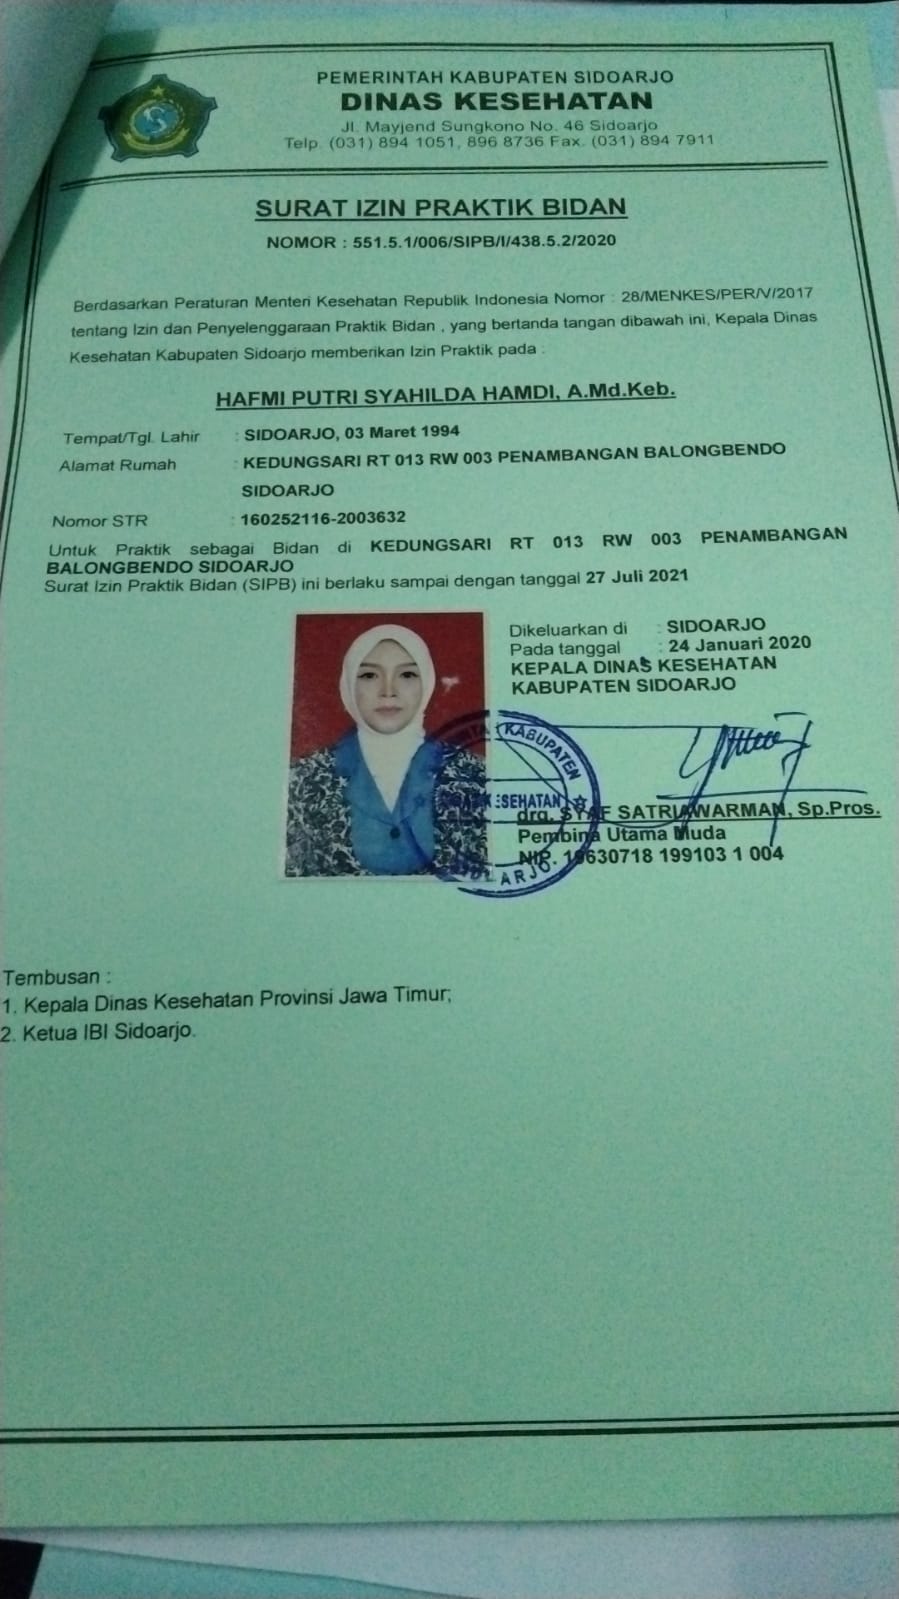 PEMERINTAH KABUPATEN SIDOARJO
DINAS KESEHATAN
Jl. Mayjend Sungkono No. 46 Sidoarjo
Telp. (031) 894 1051, 896 8736 Fax. (031) 894 7911
SURAT IZIN PRAKTIK BIDAN
NOMOR : 551.5.1/006/SIPB/I/438.5.2/2020
Berdasarkan Peraturan Menteri Kesehatan Republik Indonesia Nomor : 28/MENKES/PER/V/2017
tentang Izin dan Penyelenggaraan Praktik Bidan , yang bertanda tangan dibawah ini, Kepala Dinas
Kesehatan Kabupaten Sidoarjo memberikan Izin Praktik pada :
HAFMI PUTRI SYAHILDA HAMDI, A.Md.Keb.
Tempat/Tgl. Lahir : SIDOARJO, 03 Maret 1994
Alamat Rumah : KEDUNGSARI RT 013 RW 003 PENAMBANGAN BALONGBENDO
SIDOARJO
Nomor STR : 160252116-2003632
Untuk Praktik sebagai Bidan di KEDUNGSARI RT 013 RW 003 PENAMBANGAN
BALONGBENDO SIDOARJO
Surat Izin Praktik Bidan (SIPB) ini berlaku sampai dengan tanggal 27 Juli 2021
Dikeluarkan di : SIDOARJO
Pada tanggal : 24 Januari 2020
KEPALA DINAS KESEHATAN
KABUPATEN SIDOARJO
KABUPATEN
KESEHATAN
drg. SYAF SATRIAWARMAN, Sp.Pros.
Pembina Utama Muda
NIP. 19630718 199103 1 004
Tembusan :
1. Kepala Dinas Kesehatan Provinsi Jawa Timur;
2. Ketua IBI Sidoarjo.